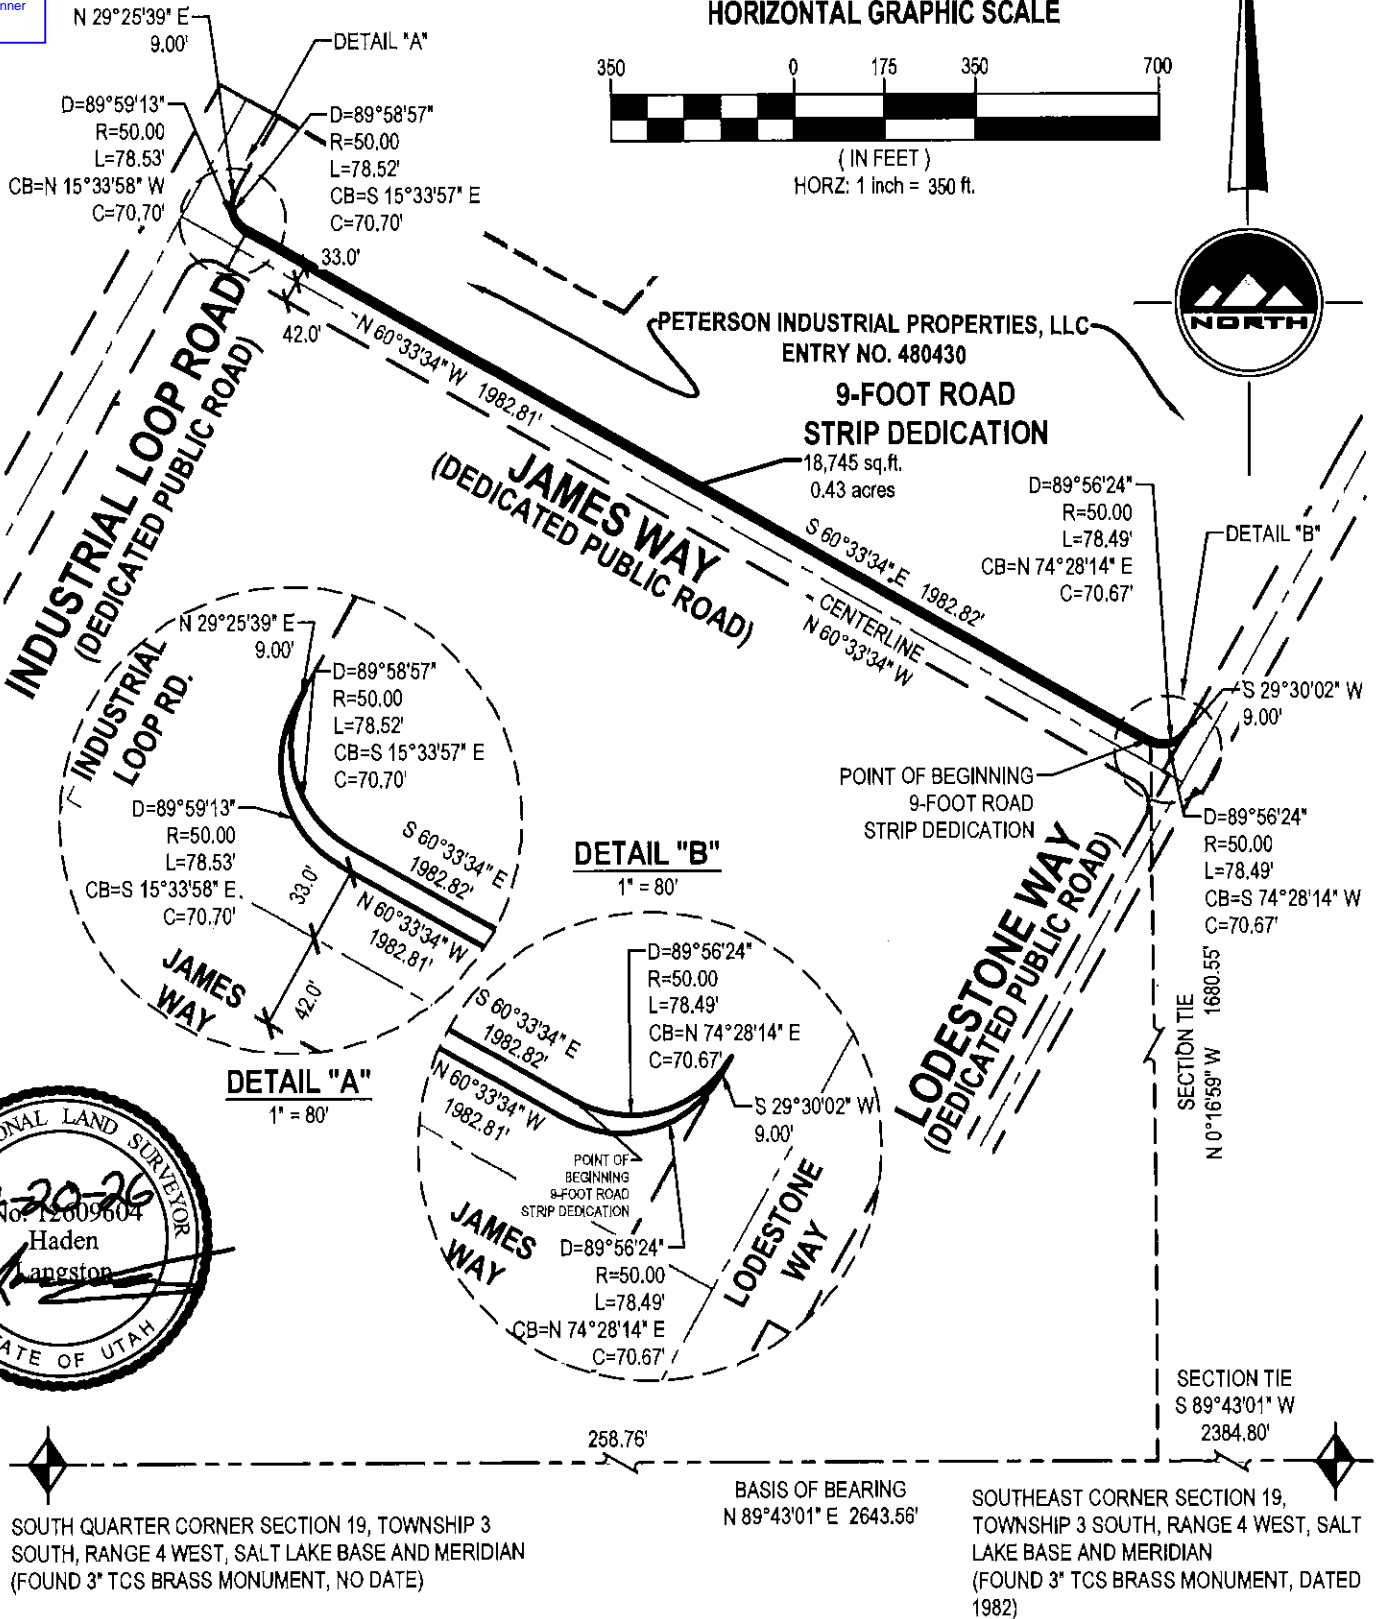 nner
N 29°25'39" E
9.00'
DETAIL "A"
D=89°59'13"
R=50.00
L=78.53'
CB=N 15°33'58" W
C=70.70'
D=89°58'57"
R=50.00
L=78.52'
CB=S 15°33'57" E
C=70.70'
HORIZONTAL GRAPHIC SCALE
350 0 175 350 700
( IN FEET )
HORZ: 1 inch = 350 ft.
NORTH
33.0'
42.0'
N 60°33'34" W 1982.81'
PETERSON INDUSTRIAL PROPERTIES, LLC
ENTRY NO. 480430
9-FOOT ROAD
STRIP DEDICATION
18,745 sq.ft.
0.43 acres
INDUSTRIAL LOOP ROAD
(DEDICATED PUBLIC ROAD)
JAMES WAY
(DEDICATED PUBLIC ROAD)
S 60°33'34" E 1982.82'
CENTERLINE
N 60°33'34" W
D=89°56'24"
R=50.00
L=78.49'
CB=N 74°28'14" E
C=70.67'
DETAIL "B"
S 29°30'02" W
9.00'
POINT OF BEGINNING
9-FOOT ROAD
STRIP DEDICATION
D=89°56'24"
R=50.00
L=78.49'
CB=S 74°28'14" W
C=70.67'
LODESTONE WAY
(DEDICATED PUBLIC ROAD)
SECTION TIE
N 0°16'59" W 1680.55'
N 29°25'39" E
9.00'
INDUSTRIAL
LOOP RD.
D=89°58'57"
R=50.00
L=78.52'
CB=S 15°33'57" E
C=70.70'
D=89°59'13"
R=50.00
L=78.53'
CB=S 15°33'58" E
C=70.70'
S 60°33'34" E
1982.82'
N 60°33'34" W
1982.81'
33.0'
42.0'
JAMES
WAY
DETAIL "A"
1" = 80'
DETAIL "B"
1" = 80'
D=89°56'24"
R=50.00
L=78.49'
CB=N 74°28'14" E
C=70.67'
S 60°33'34" E
1982.82'
N 60°33'34" W
1982.81'
S 29°30'02" W
9.00'
POINT OF
BEGINNING
9-FOOT ROAD
STRIP DEDICATION
JAMES
WAY
LODESTONE
WAY
D=89°56'24"
R=50.00
L=78.49'
CB=N 74°28'14" E
C=70.67'
ONAL LAND SURVEYOR
-20-26
No. 12609604
Haden
Langston
ATE OF UTAH
SECTION TIE
S 89°43'01" W
2384.80'
258.76'
BASIS OF BEARING
N 89°43'01" E 2643.56'
SOUTH QUARTER CORNER SECTION 19, TOWNSHIP 3
SOUTH, RANGE 4 WEST, SALT LAKE BASE AND MERIDIAN
(FOUND 3" TCS BRASS MONUMENT, NO DATE)
SOUTHEAST CORNER SECTION 19,
TOWNSHIP 3 SOUTH, RANGE 4 WEST, SALT
LAKE BASE AND MERIDIAN
(FOUND 3" TCS BRASS MONUMENT, DATED
1982)